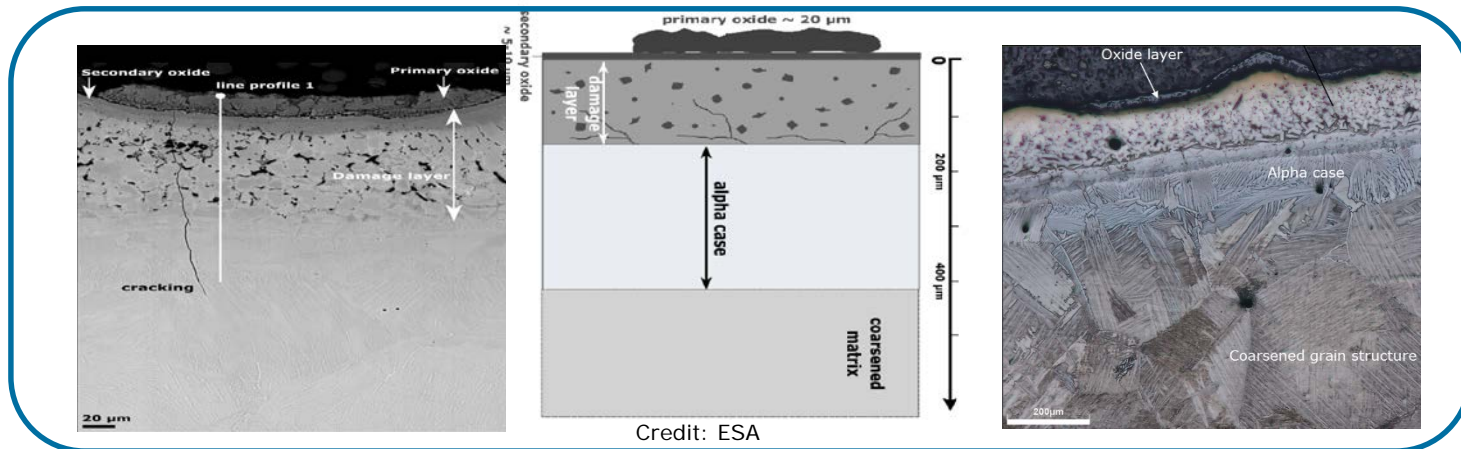 Secondary oxide
Primary oxide
line profile 1
Damage layer
cracking
20 µm
primary oxide ~ 20 µm
secondary oxide
~ 5-10 µm
damage
layer
alpha case
coarsened
matrix
0
200 µm
400 µm
Credit: ESA
Oxide layer
Alpha case
Coarsened grain structure
200µm